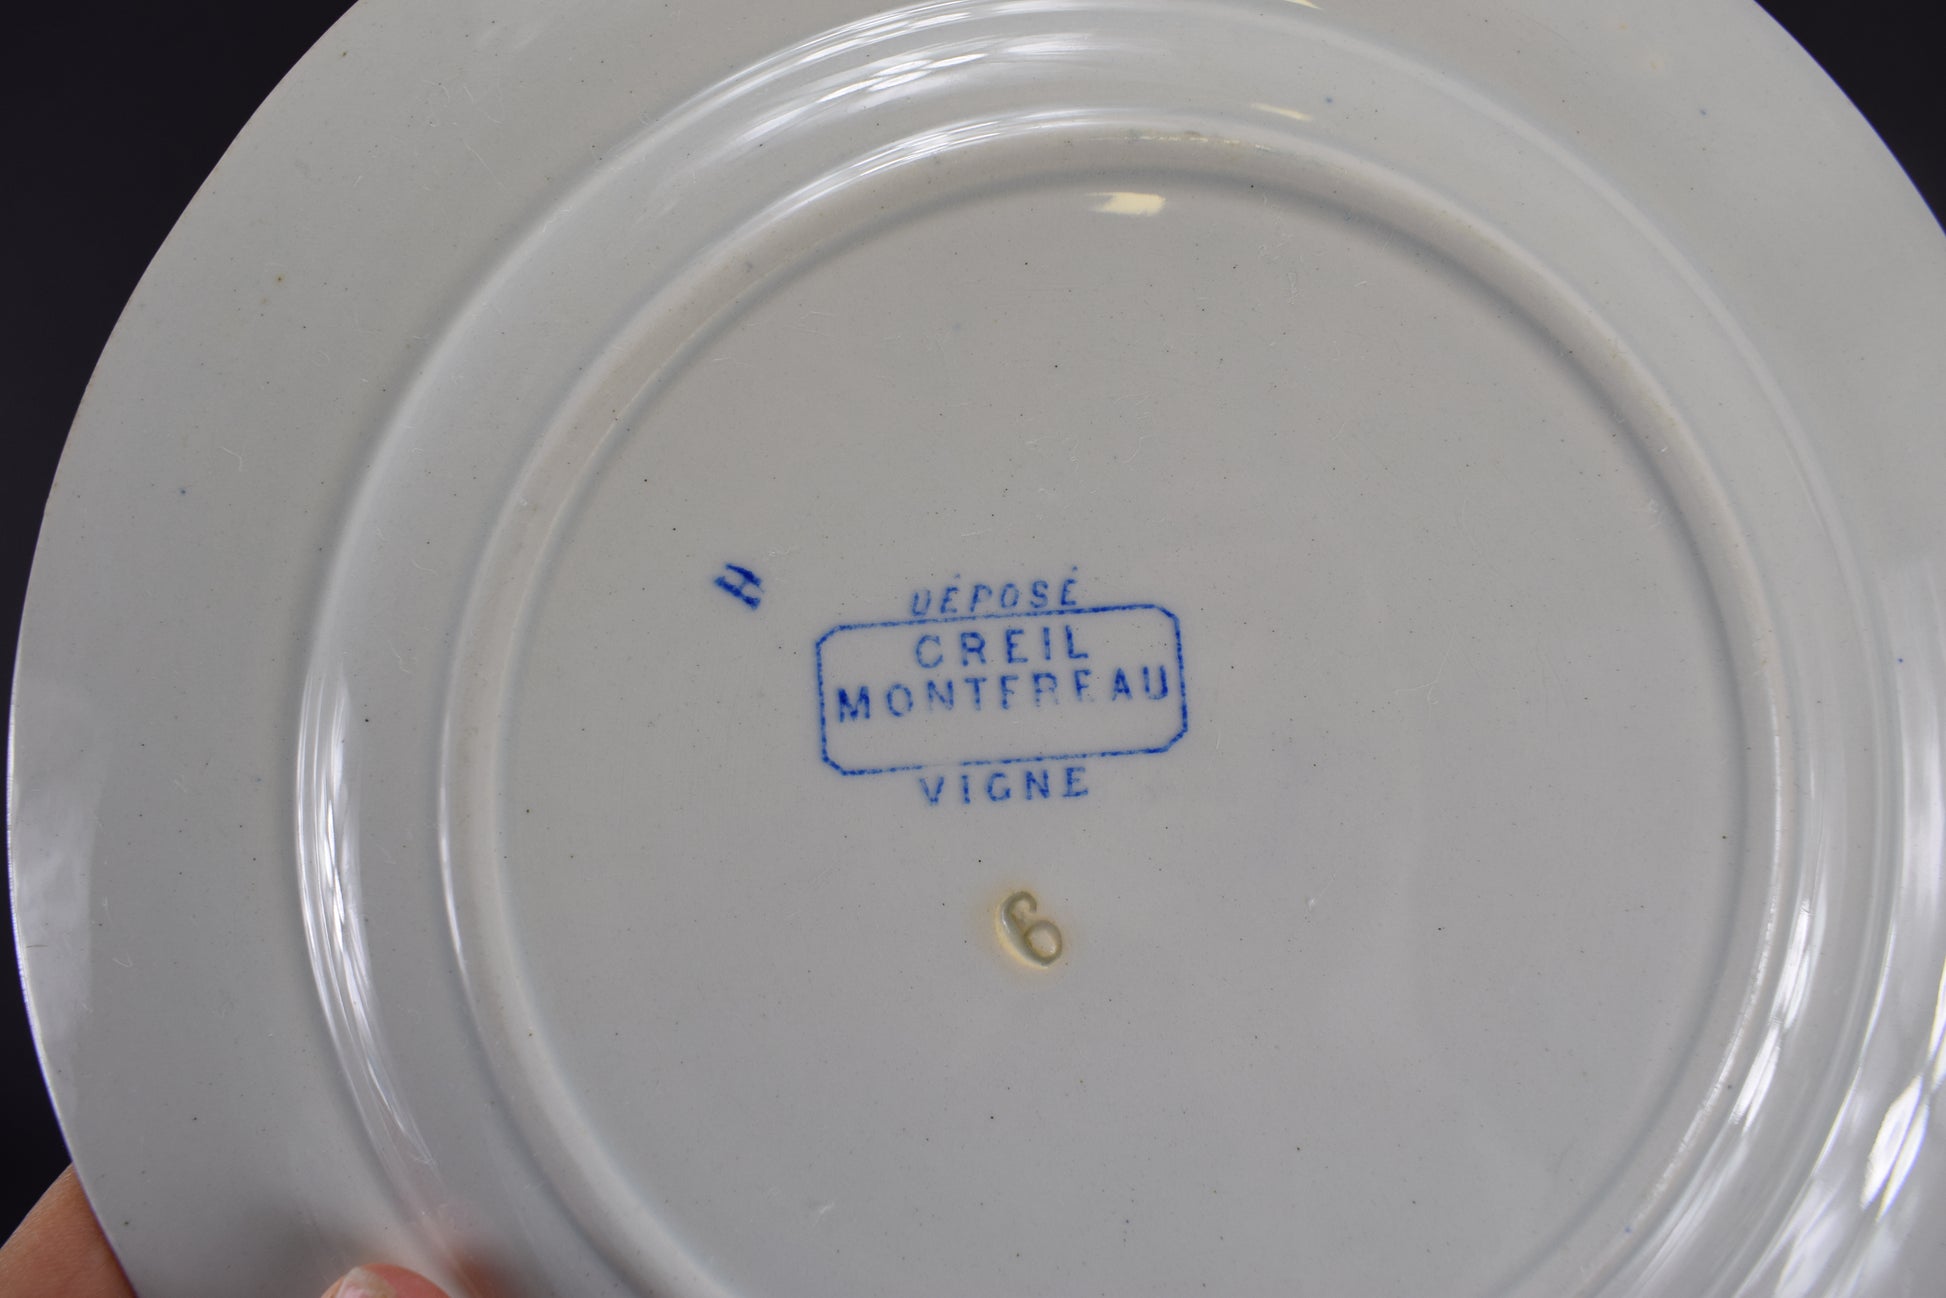 H
DÉPOSÉ
CREIL
MONTEREAU
VIGNE
6